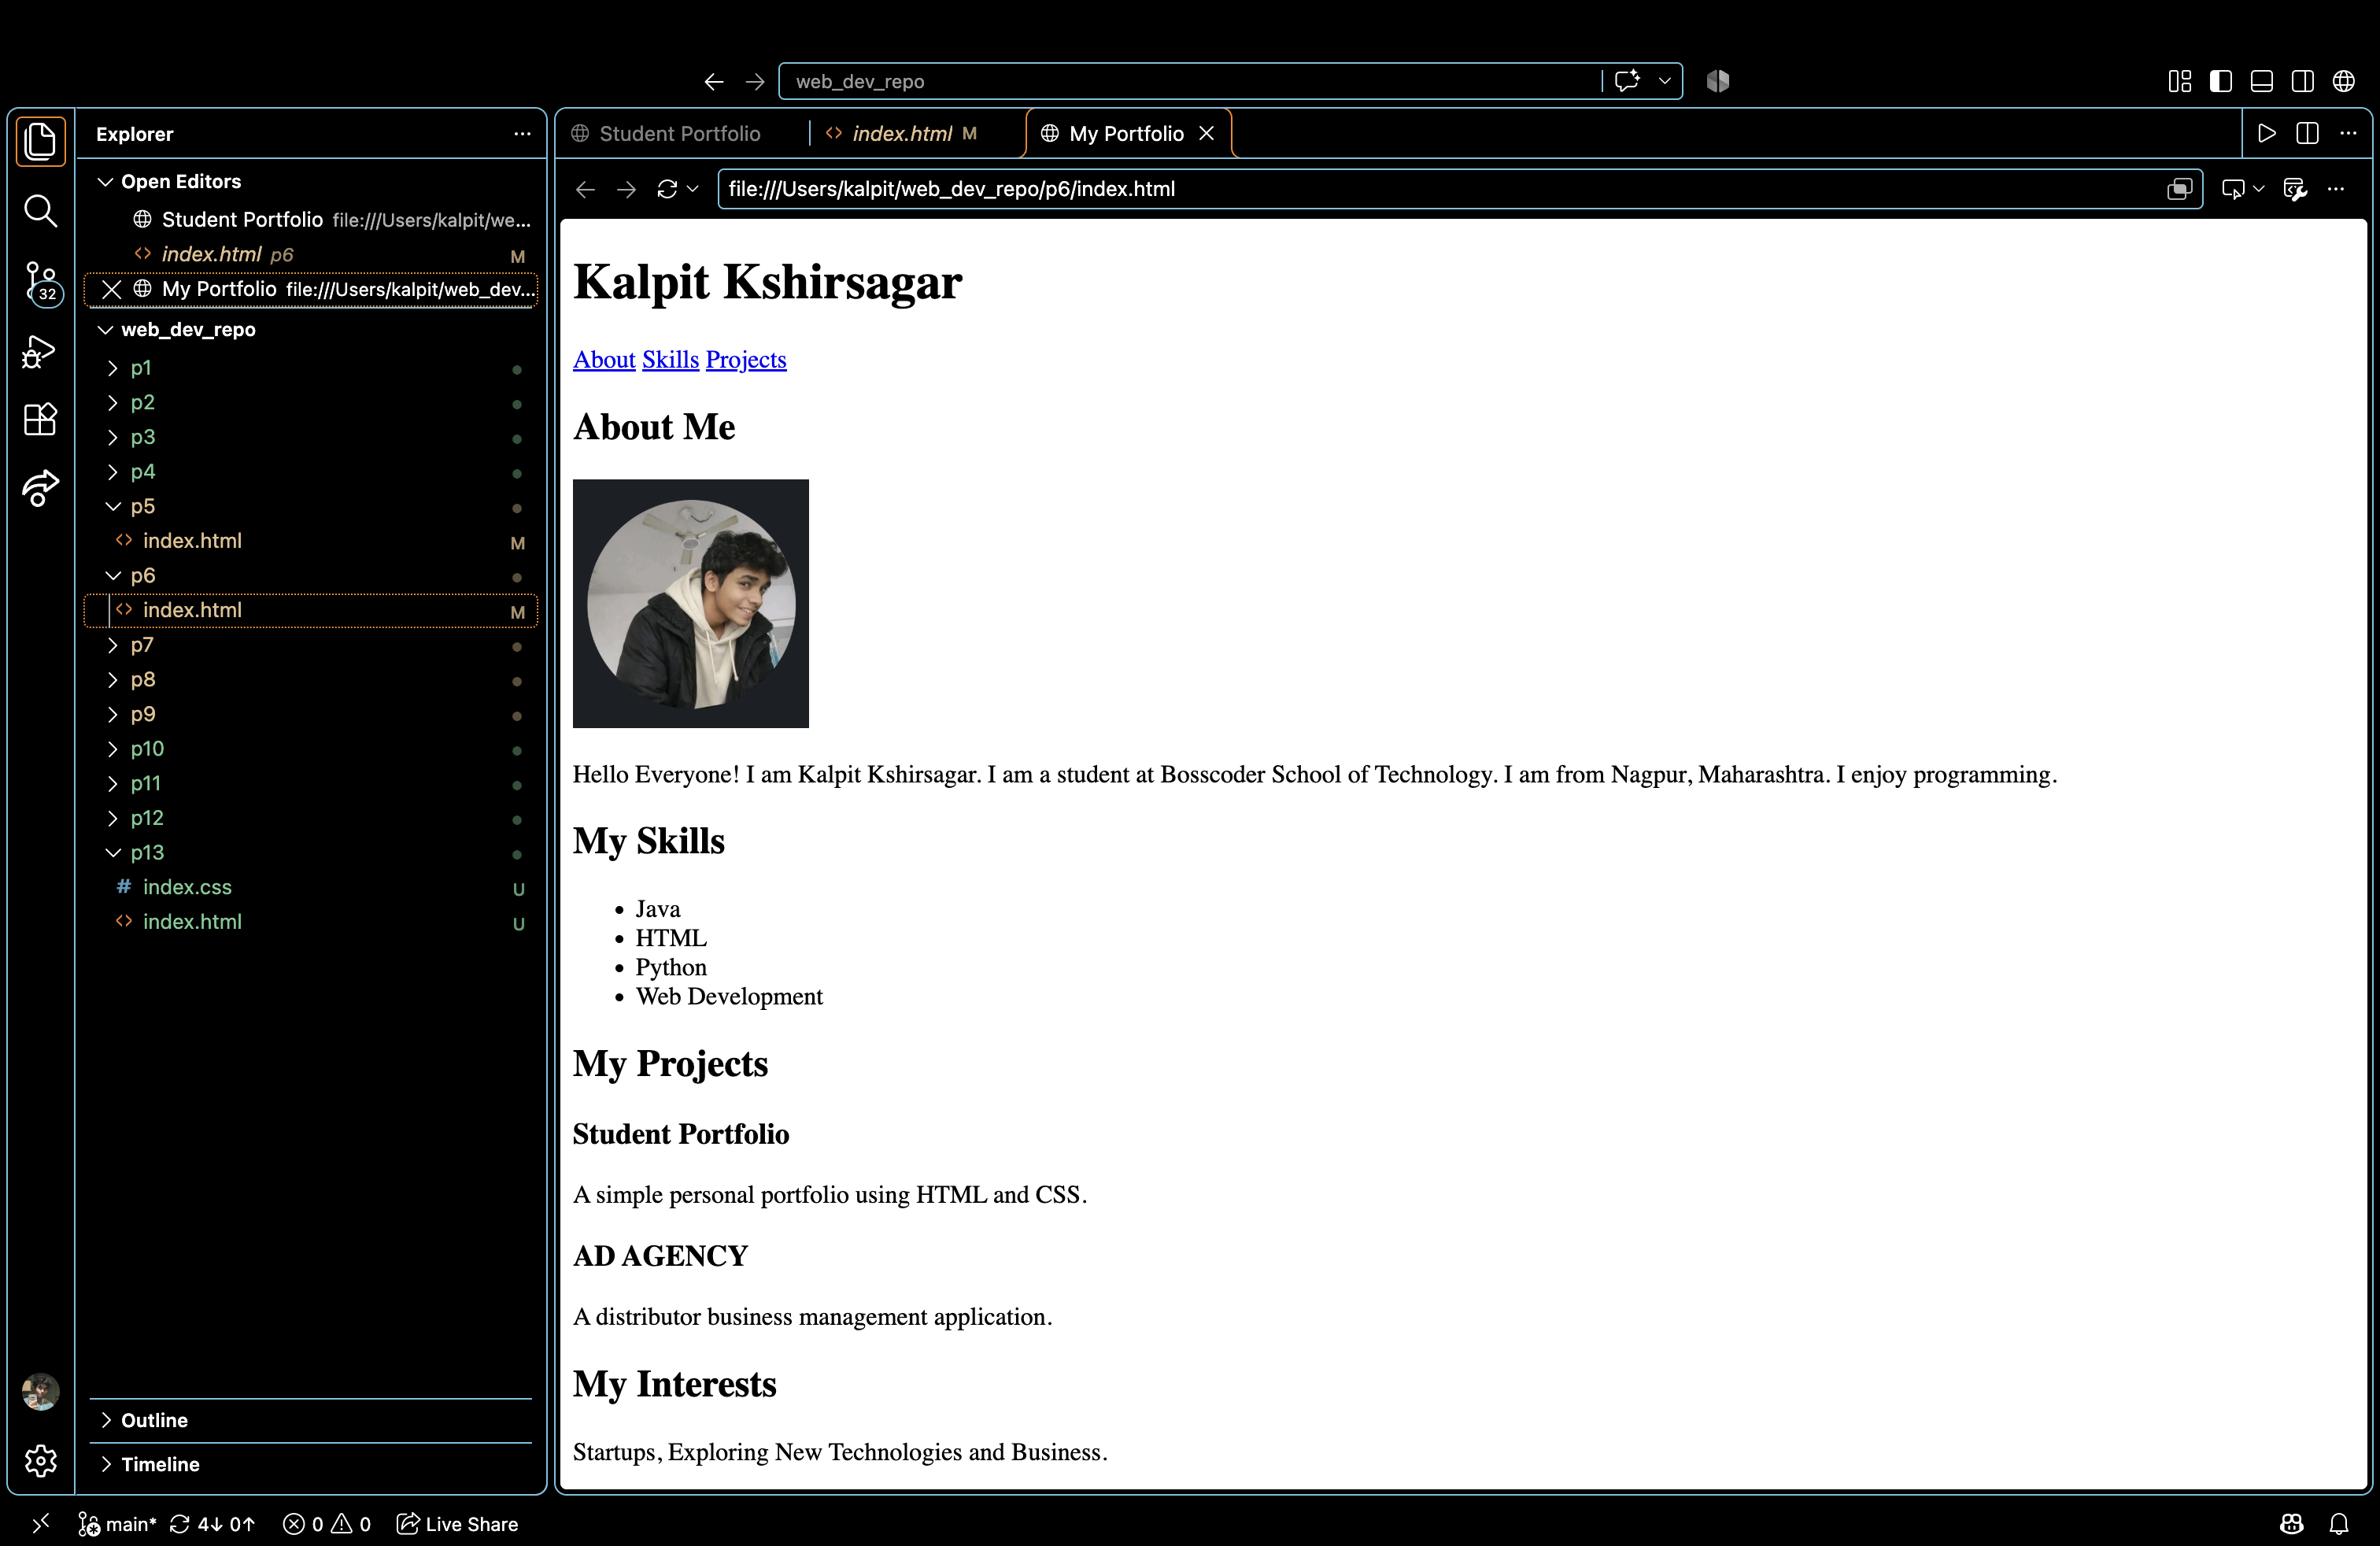 web_dev_repo
Explorer
Student Portfolio
index.html M
My Portfolio
file:///Users/kalpit/web_dev_repo/p6/index.html
Open Editors
Student Portfolio file:///Users/kalpit/we...
index.html p6 M
My Portfolio file:///Users/kalpit/web_dev...
32
web_dev_repo
p1
p2
p3
p4
p5
index.html M
p6
index.html M
p7
p8
p9
p10
p11
p12
p13
# index.css U
index.html U
Outline
Timeline
Kalpit Kshirsagar
About Skills Projects
About Me
Hello Everyone! I am Kalpit Kshirsagar. I am a student at Bosscoder School of Technology. I am from Nagpur, Maharashtra. I enjoy programming.
My Skills
• Java
• HTML
• Python
• Web Development
My Projects
Student Portfolio
A simple personal portfolio using HTML and CSS.
AD AGENCY
A distributor business management application.
My Interests
Startups, Exploring New Technologies and Business.
main* 4↓ 0↑ 0 0 Live Share